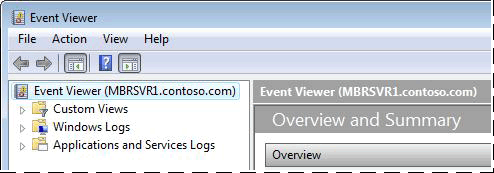 Event Viewer
File Action View Help
Event Viewer (MBRSVR1.contoso.com)
Custom Views
Windows Logs
Applications and Services Logs
Event Viewer (MBRSVR1.contoso.com)
Overview and Summary
Overview